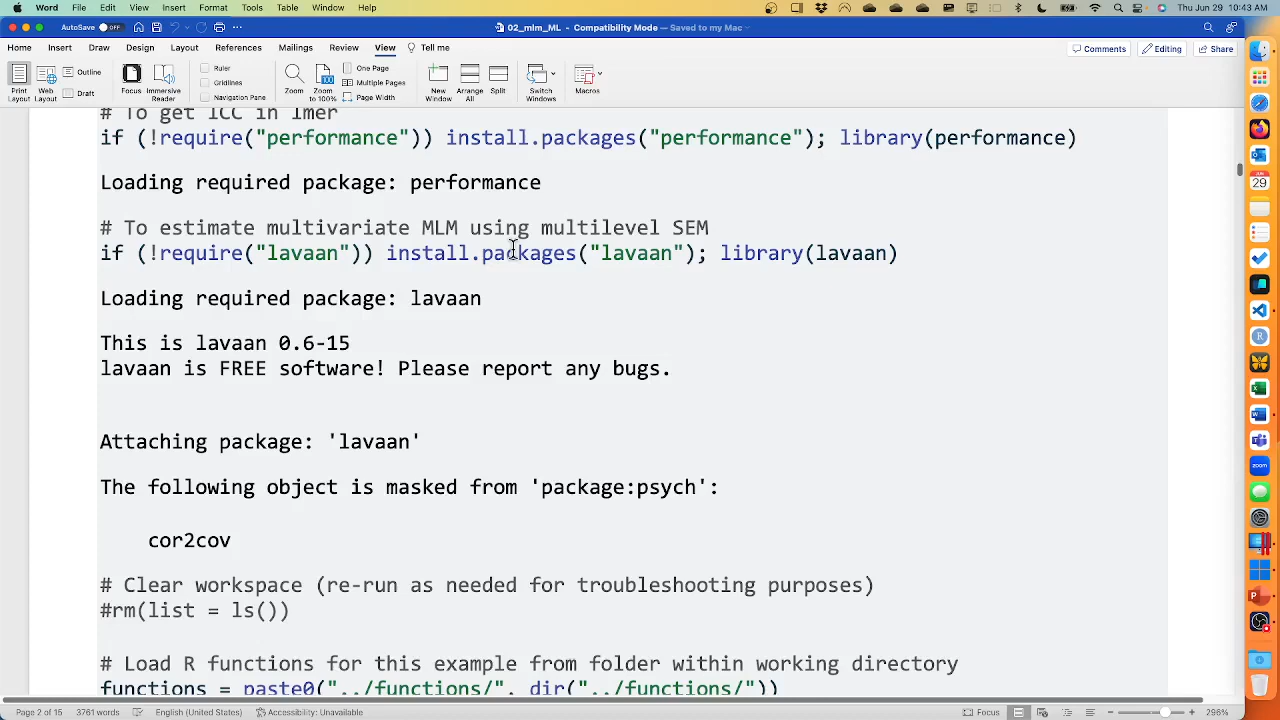 Word File Edit View Insert Format Tools Table Window Help
Thu Jun 29 10:43 AM
AutoSave OFF
02_mlm_ML - Compatibility Mode — Saved to my Mac
Home Insert Draw Design Layout References Mailings Review View Tell me
Comments Editing Share
Print Layout
Web Layout
Outline
Draft
Focus
Immersive Reader
Ruler
Gridlines
Navigation Pane
Zoom
Zoom to 100%
One Page
Multiple Pages
Page Width
New Window
Arrange All
Split
Switch Windows
Macros
# To get ICC in lmer
if (!require("performance")) install.packages("performance"); library(performance)
Loading required package: performance
# To estimate multivariate MLM using multilevel SEM
if (!require("lavaan")) install.packages("lavaan"); library(lavaan)
Loading required package: lavaan
This is lavaan 0.6-15
lavaan is FREE software! Please report any bugs.
Attaching package: 'lavaan'
The following object is masked from 'package:psych':
cor2cov
# Clear workspace (re-run as needed for troubleshooting purposes)
#rm(list = ls())
# Load R functions for this example from folder within working directory
functions = paste0("../functions/", dir("../functions/"))
Page 2 of 15 3761 words English (United States) Accessibility: Unavailable
Focus
296%
JUN
29
zoom